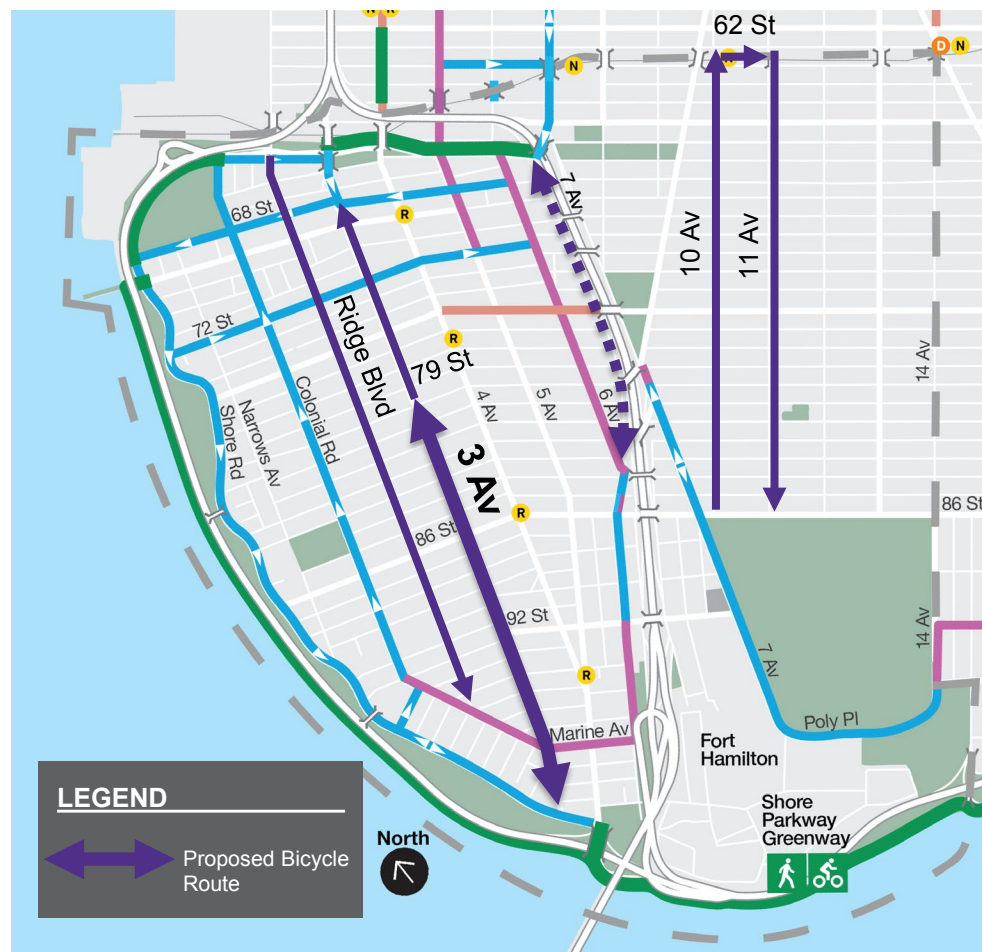 62 St
N R
N
D N
N
7 Av
68 St
R
10 Av
11 Av
72 St
Ridge Blvd
R
79 St
14 Av
Colonial Rd
4 Av
5 Av
6 Av
Narrows Av
Shore Rd
3 Av
86 St
R
86 St
92 St
14 Av
7 Av
R
Marine Av
Poly Pl
Fort
Hamilton
LEGEND
Shore
Parkway
Greenway
North
Proposed Bicycle
Route